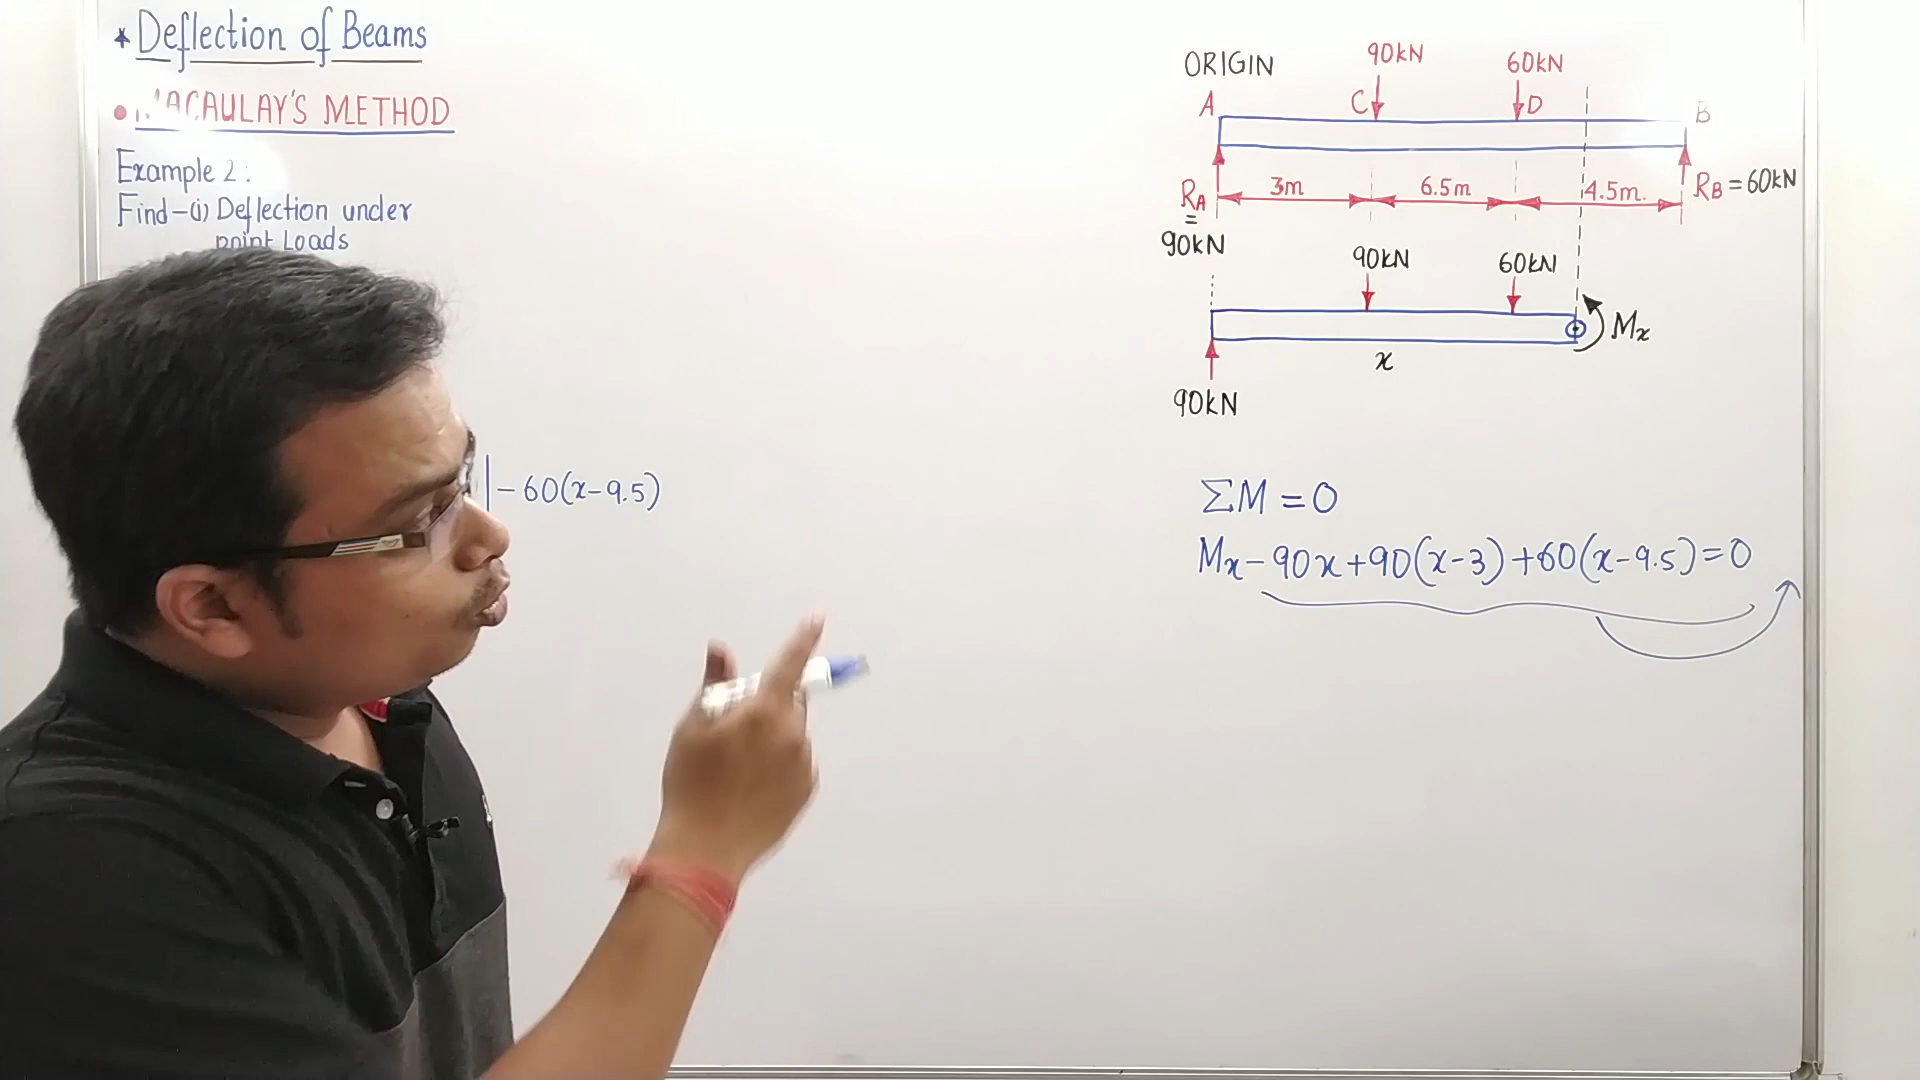 * Deflection of Beams
• MACAULAY'S METHOD
Example 2:
Find-(i) Deflection under
point Loads
| -60(x-9.5)
ORIGIN
90kN
60kN
A
C
D
B
RA
=
90kN
3m
6.5m
4.5m.
RB = 60kN
90kN
60kN
Mx
x
90kN
ΣM = 0
Mx - 90x + 90(x-3) + 60(x-9.5) = 0